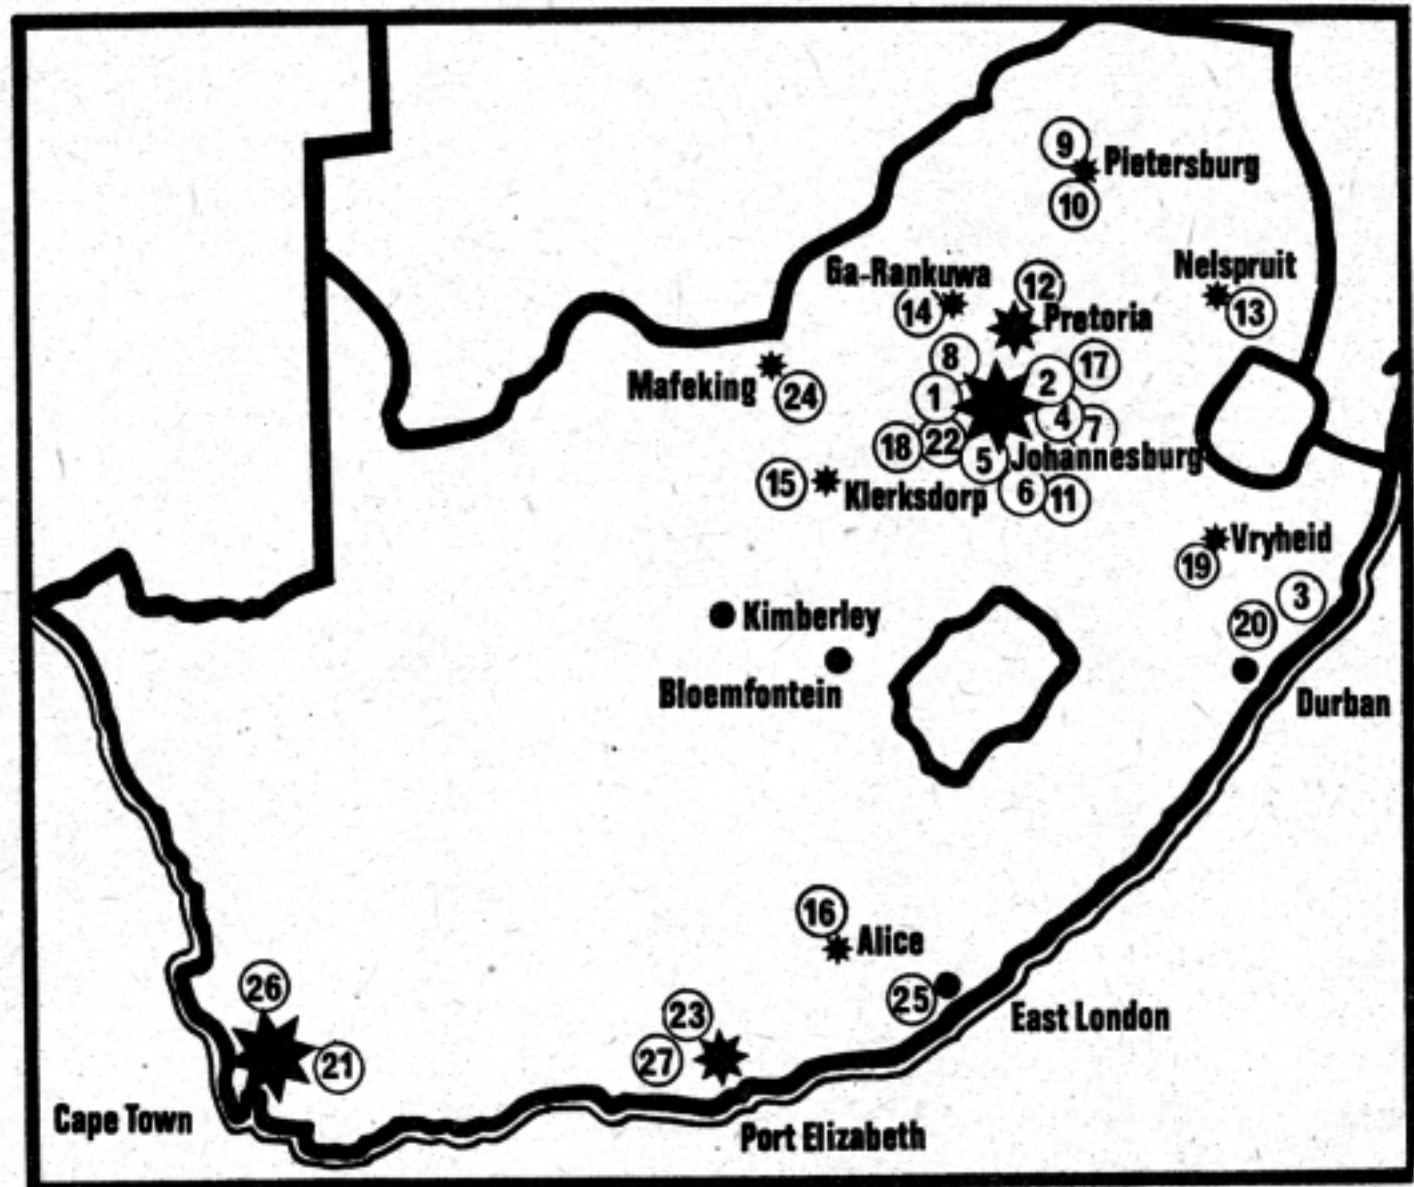 9
Pietersburg
10
Ga-Rankuwa
12
Nelspruit
14
Pretoria
13
8
17
Mafeking
24
1
2
4
7
18
22
5
Johannesburg
15
Klerksdorp
6
11
Vryheid
19
3
Kimberley
20
Bloemfontein
Durban
16
Alice
26
25
23
East London
27
21
Cape Town
Port Elizabeth